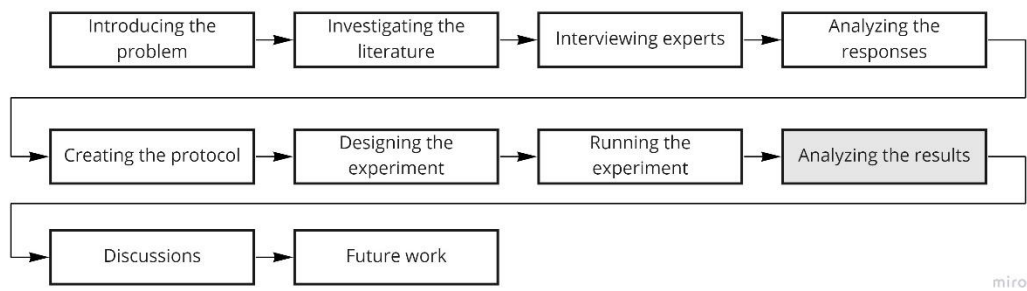 Introducing the
problem
Investigating the
literature
Interviewing experts
Analyzing the
responses
Creating the protocol
Designing the
experiment
Running the
experiment
Analyzing the results
Discussions
Future work
miro